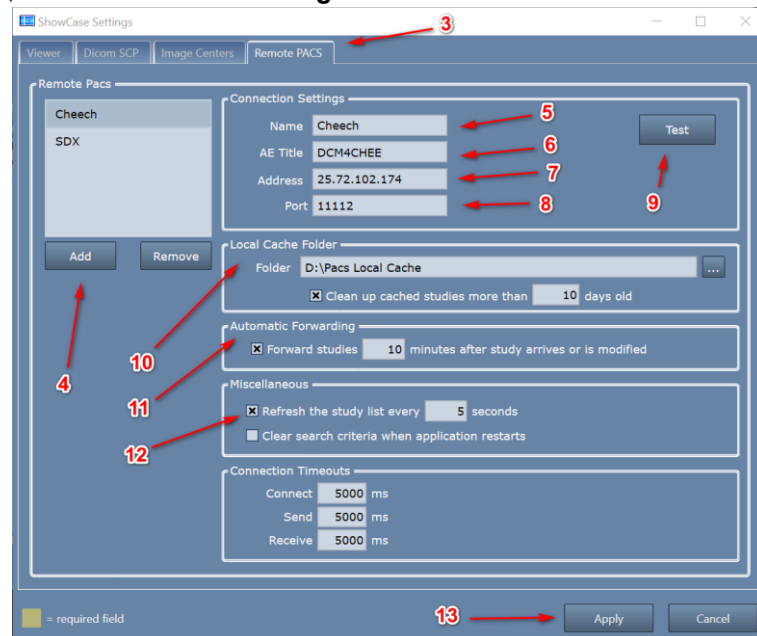 ShowCase Settings
3
Viewer Dicom SCP Image Centers Remote PACS
Remote Pacs
Cheech
SDX
Add Remove
4
Connection Settings
Name Cheech 5
AE Title DCM4CHEE 6
Address 25.72.102.174 7
Port 11112 8
Test
9
Local Cache Folder
Folder D:\Pacs Local Cache ...
Clean up cached studies more than 10 days old
10
Automatic Forwarding
Forward studies 10 minutes after study arrives or is modified
11
Miscellaneous
Refresh the study list every 5 seconds
Clear search criteria when application restarts
12
Connection Timeouts
Connect 5000 ms
Send 5000 ms
Receive 5000 ms
= required field
13
Apply Cancel